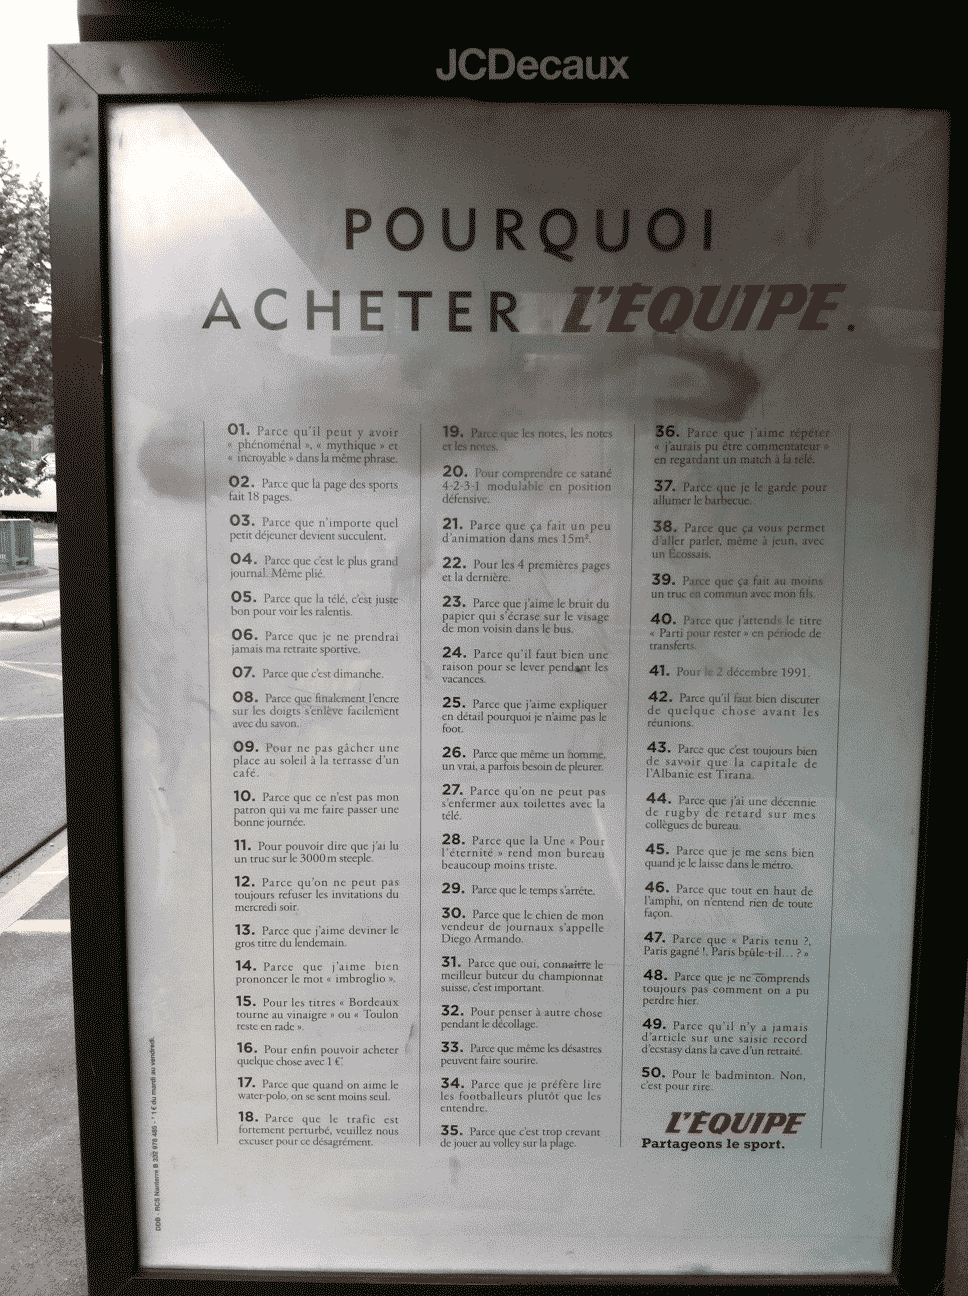 JCDecaux
POURQUOI
ACHETER L'ÉQUIPE.
01. Parce qu'il peut y avoir
« phénoménal », « mythique » et
« incroyable » dans la même phrase.
02. Parce que la page des sports
fait 18 pages.
03. Parce que n'importe quel
petit déjeuner devient succulent.
04. Parce que c'est le plus grand
journal. Même plié.
05. Parce que la télé, c'est juste
bon pour voir les ralentis.
06. Parce que je ne prendrai
jamais ma retraite sportive.
07. Parce que c'est dimanche.
08. Parce que finalement l'encre
sur les doigts s'enlève facilement
avec du savon.
09. Pour ne pas gâcher une
place au soleil à la terrasse d'un
café.
10. Parce que ce n'est pas mon
patron qui va me faire passer une
bonne journée.
11. Pour pouvoir dire que j'ai lu
un truc sur le 3000 m steeple.
12. Parce qu'on ne peut pas
toujours refuser les invitations du
mercredi soir.
13. Parce que j'aime deviner le
gros titre du lendemain.
14. Parce que j'aime bien
prononcer le mot « imbroglio ».
15. Pour les titres « Bordeaux
tourne au vinaigre » ou « Toulon
reste en rade ».
16. Pour enfin pouvoir acheter
quelque chose avec 1 €*.
17. Parce que quand on aime le
water-polo, on se sent moins seul.
18. Parce que le trafic est
fortement perturbé, veuillez nous
excuser pour ce désagrément.
19. Parce que les notes, les notes
et les notes.
20. Pour comprendre ce satané
4-2-3-1 modulable en position
défensive.
21. Parce que ça fait un peu
d'animation dans mes 15m².
22. Pour les 4 premières pages
et la dernière.
23. Parce que j'aime le bruit du
papier qui s'écrase sur le visage
de mon voisin dans le bus.
24. Parce qu'il faut bien une
raison pour se lever pendant les
vacances.
25. Parce que j'aime expliquer
en détail pourquoi je n'aime pas le
foot.
26. Parce que même un homme,
un vrai, a parfois besoin de pleurer.
27. Parce qu'on ne peut pas
s'enfermer aux toilettes avec la
télé.
28. Parce que la Une « Pour
l'éternité » rend mon bureau
beaucoup moins triste.
29. Parce que le temps s'arrête.
30. Parce que le chien de mon
vendeur de journaux s'appelle
Diego Armando.
31. Parce que oui, connaître le
meilleur buteur du championnat
suisse, c'est important.
32. Pour penser à autre chose
pendant le décollage.
33. Parce que même les désastres
peuvent faire sourire.
34. Parce que je préfère lire
les footballeurs plutôt que les
entendre.
35. Parce que c'est trop crevant
de jouer au volley sur la plage.
36. Parce que j'aime répéter
« j'aurais pu être commentateur »
en regardant un match à la télé.
37. Parce que je le garde pour
allumer le barbecue.
38. Parce que ça vous permet
d'aller parler, même à jeun, avec
un Écossais.
39. Parce que ça fait au moins
un truc en commun avec mon fils.
40. Parce que j'attends le titre
« Parti pour rester » en période de
transferts.
41. Pour le 2 décembre 1991.
42. Parce qu'il faut bien discuter
de quelque chose avant les
réunions.
43. Parce que c'est toujours bien
de savoir que la capitale de
l'Albanie est Tirana.
44. Parce que j'ai une décennie
de rugby de retard sur mes
collègues de bureau.
45. Parce que je me sens bien
quand je le laisse dans le métro.
46. Parce que tout en haut de
l'amphi, on n'entend rien de toute
façon.
47. Parce que « Paris tenu ?,
Paris gagné !, Paris brûle-t-il... ? »
48. Parce que je ne comprends
toujours pas comment on a pu
perdre hier.
49. Parce qu'il n'y a jamais
d'article sur une saisie record
d'ecstasy dans la cave d'un retraité.
50. Pour le badminton. Non,
c'est pour rire.
L'ÉQUIPE
Partageons le sport.
DDB - RCS Nanterre B 332 978 485 - * 1 € du mardi au vendredi.